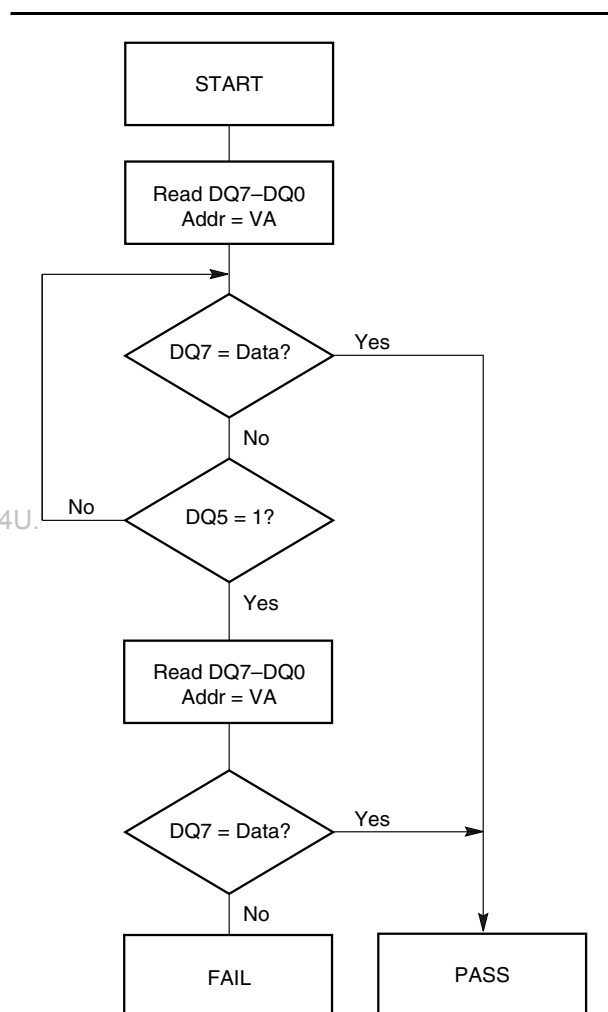 START
Read DQ7–DQ0
Addr = VA
DQ7 = Data?
Yes
No
No
DQ5 = 1?
4U.
Yes
Read DQ7–DQ0
Addr = VA
DQ7 = Data?
Yes
No
FAIL
PASS